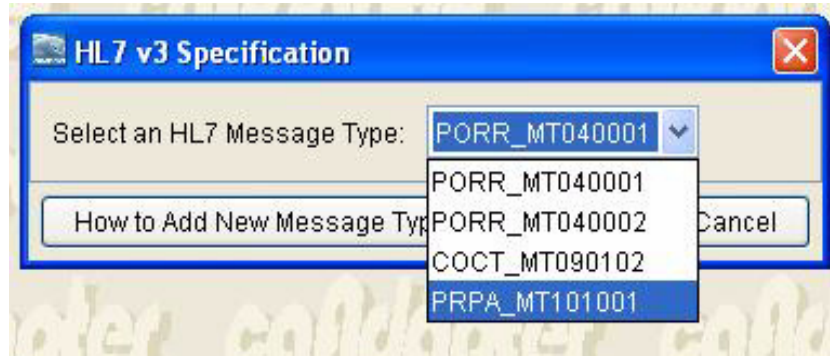 HL7 v3 Specification
Select an HL7 Message Type: PORR_MT040001
PORR_MT040001
PORR_MT040002
COCT_MT090102
PRPA_MT101001
How to Add New Message Typ
Cancel